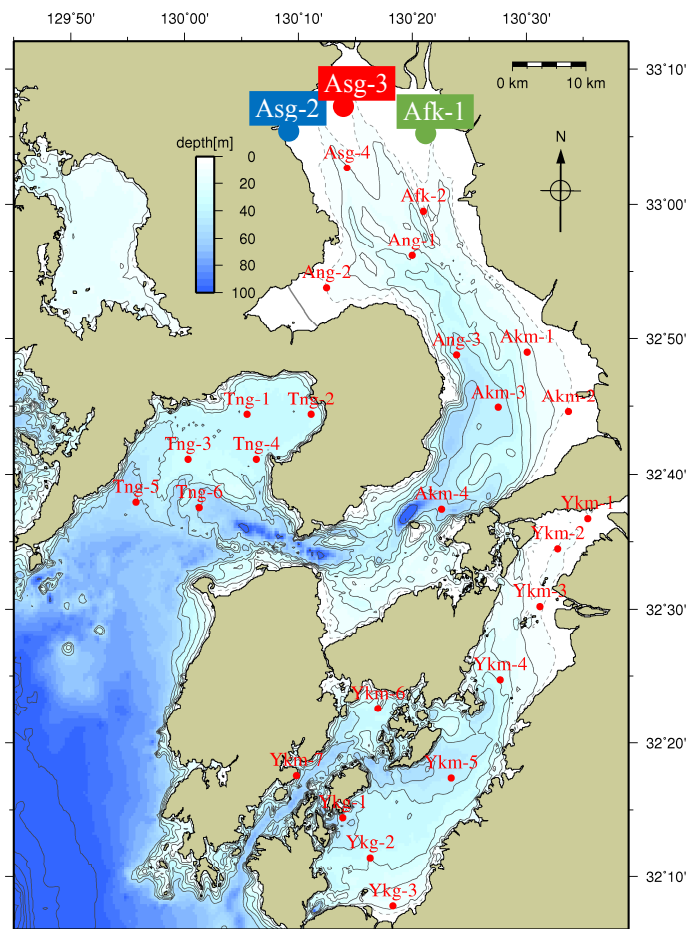 129˚50' 130˚00' 130˚10' 130˚20' 130˚30'
33˚10'
0 km 10 km
Asg-3
Asg-2
Afk-1
depth[m]
0
20
40
60
80
100
N
Asg-4
Afk-2
33˚00'
Ang-1
Ang-2
32˚50'
Ang-3
Akm-1
Akm-3
Akm-2
Tng-1
Tng-2
Tng-3
Tng-4
32˚40'
Tng-5
Tng-6
Akm-4
Ykm-1
Ykm-2
Ykm-3
32˚30'
Ykm-4
Ykm-6
32˚20'
Ykm-7
Ykm-5
Ykg-1
Ykg-2
32˚10'
Ykg-3